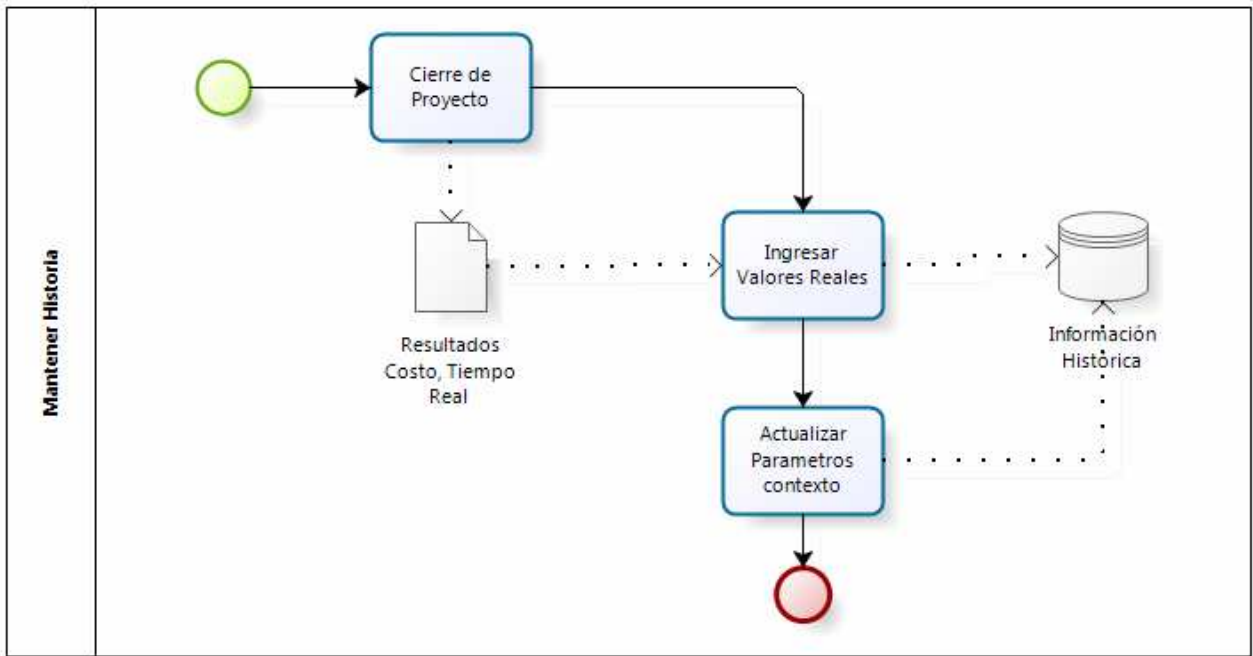 Mantener Historia
Cierre de
Proyecto
Resultados
Costo, Tiempo
Real
Ingresar
Valores Reales
Información
Histórica
Actualizar
Parametros
contexto